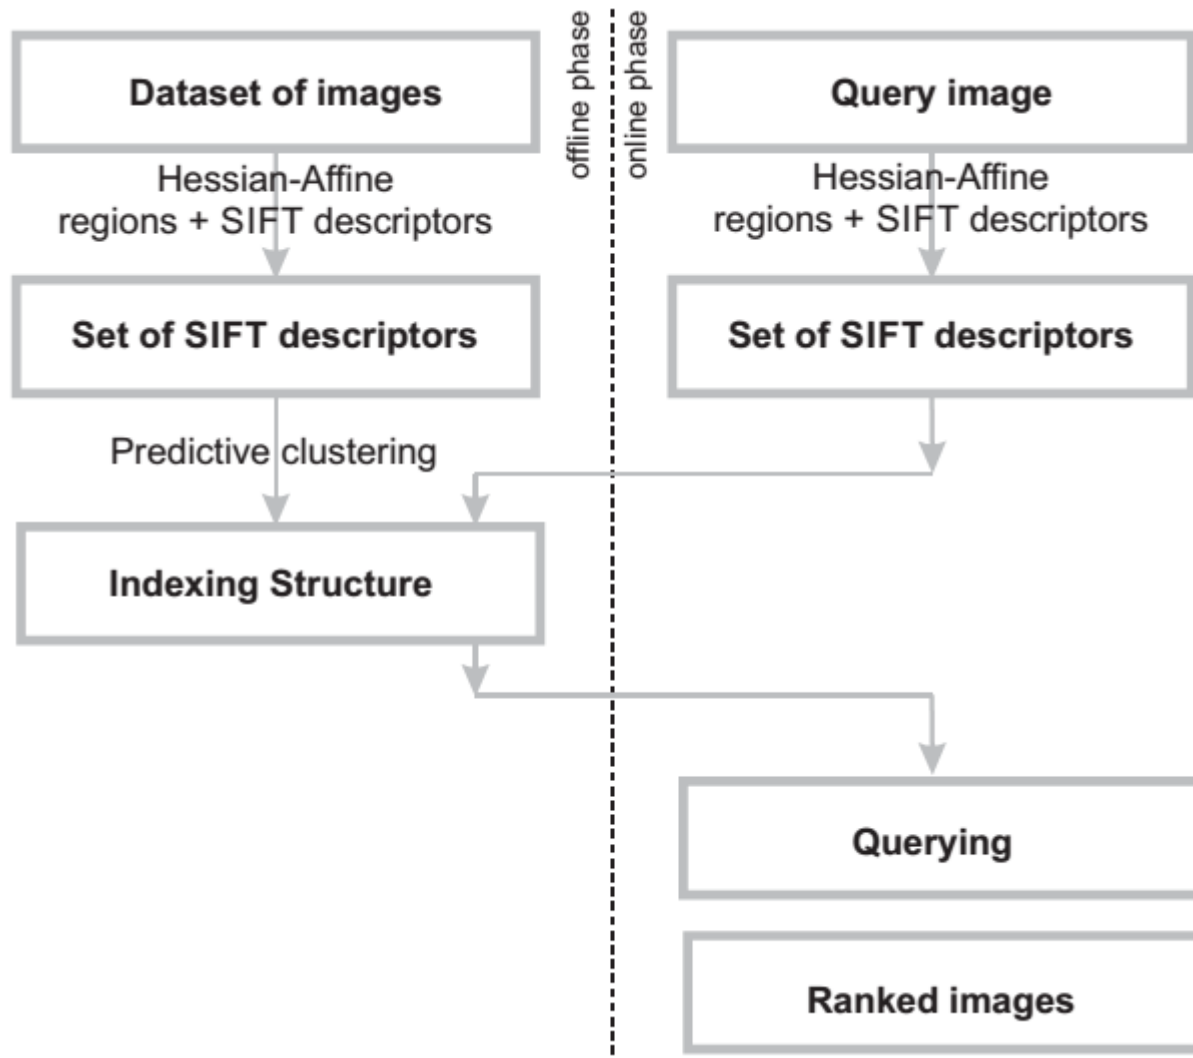 Dataset of images
Hessian-Affine
regions + SIFT descriptors
Set of SIFT descriptors
Predictive clustering
Indexing Structure
offline phase
online phase
Query image
Hessian-Affine
regions + SIFT descriptors
Set of SIFT descriptors
Querying
Ranked images